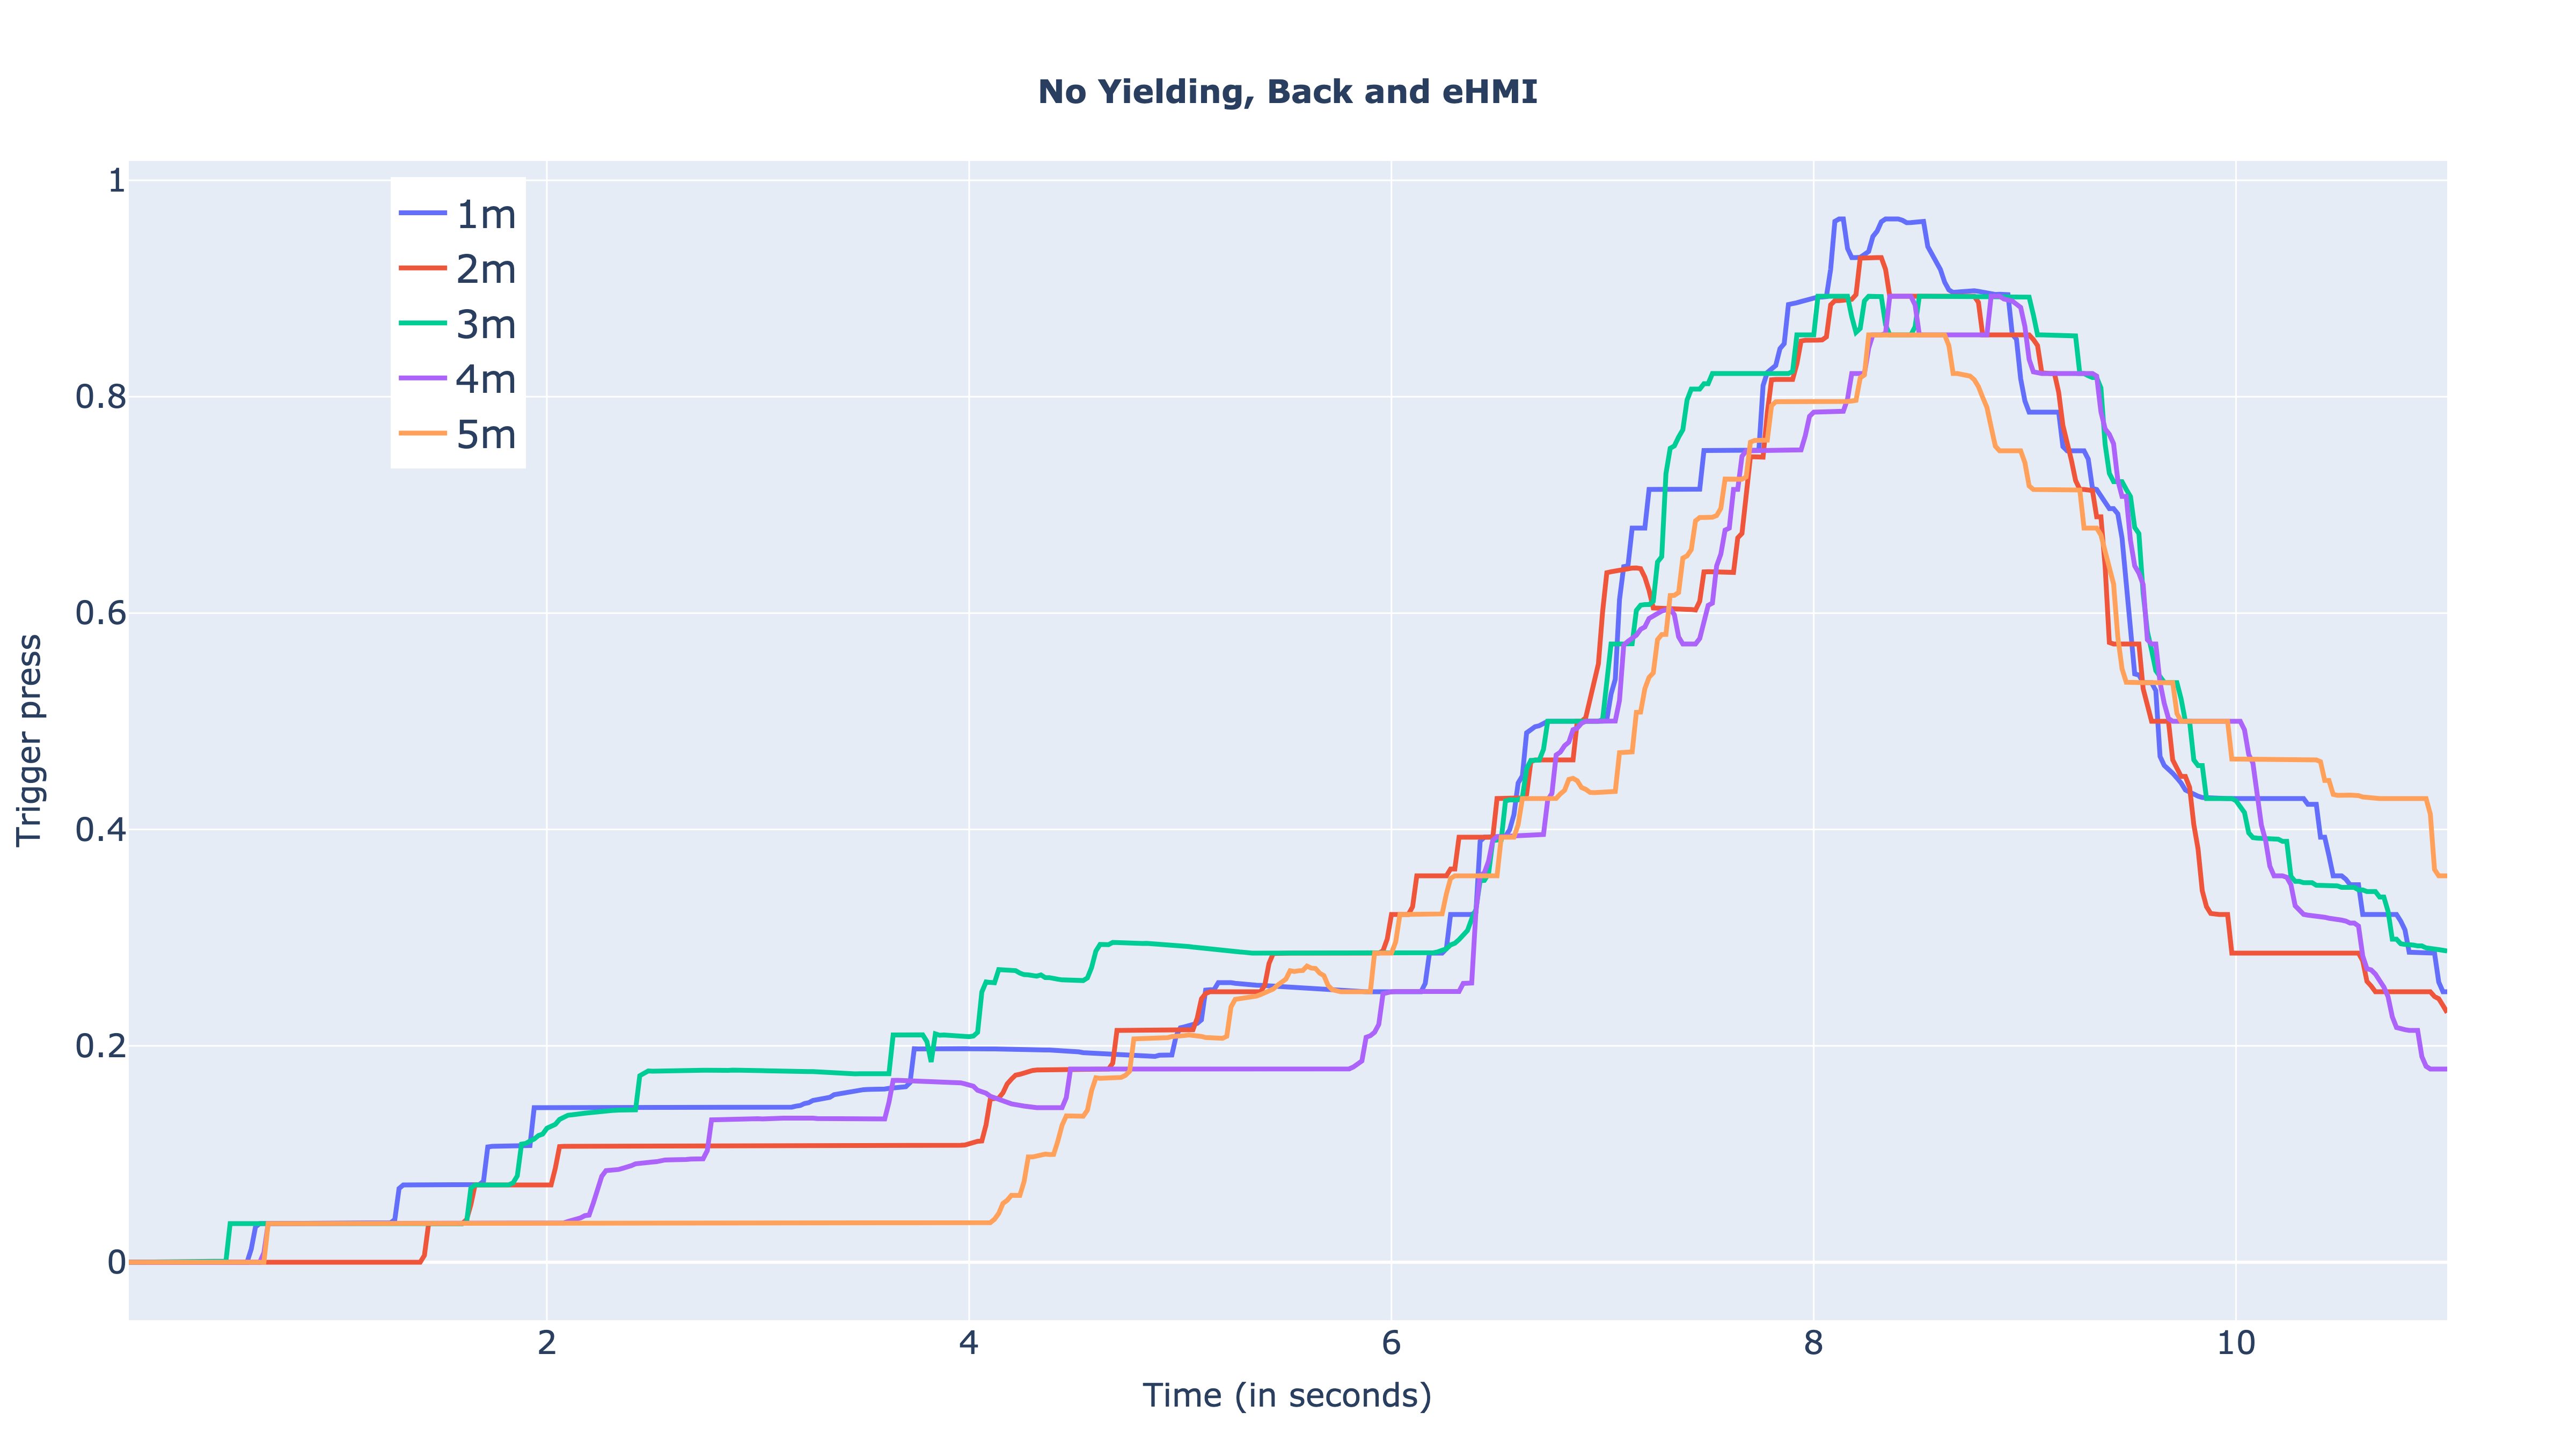 No Yielding, Back and eHMI
1
0.8
0.6
0.4
0.2
0
Trigger press
1m
2m
3m
4m
5m
2
4
6
8
10
Time (in seconds)